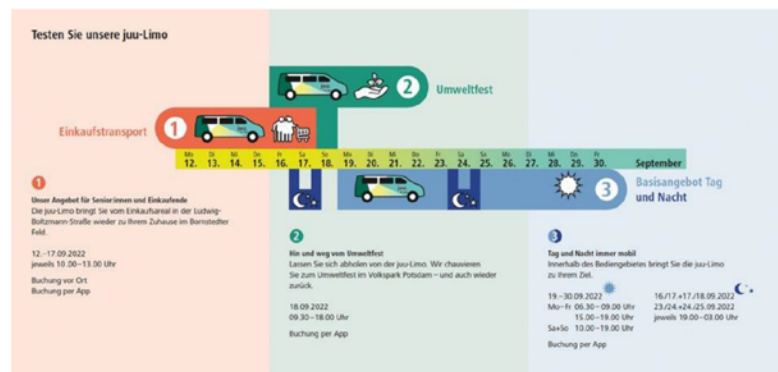 Testen Sie unsere juu-Limo
2 Umweltfest
Einkaufstransport 1
Mo Di Mi Do Fr Sa So Mo Di Mi Do Fr Sa So Mo Di Mi Do Fr
12. 13. 14. 15. 16. 17. 18. 19. 20. 21. 22. 23. 24. 25. 26. 27. 28. 29. 30. September
3 Basisangebot Tag
und Nacht
1
Unser Angebot für Senior:innen und Einkaufende
Die juu-Limo bringt Sie vom Einkaufsareal in der Ludwig-
Boltzmann-Straße wieder zu Ihrem Zuhause im Bornstedter
Feld.
12.–17.09.2022
jeweils 10.00–13.00 Uhr
Buchung vor Ort
Buchung per App
2
Hin und weg vom Umweltfest
Lassen Sie sich abholen von der juu-Limo. Wir chauvieren
Sie zum Umweltfest im Volkspark Potsdam – und auch wieder
zurück.
18.09.2022
09.30–18.00 Uhr
Buchung per App
3
Tag und Nacht immer mobil
Innerhalb des Bediengebietes bringt Sie die juu-Limo
zu Ihrem Ziel.
19.–30.09.2022
Mo–Fr 06.30–09.00 Uhr
15.00–19.00 Uhr
Sa+So 10.00–19.00 Uhr
16./17.+17./18.09.2022
23./24.+24./25.09.2022
jeweils 19.00–03.00 Uhr
Buchung per App